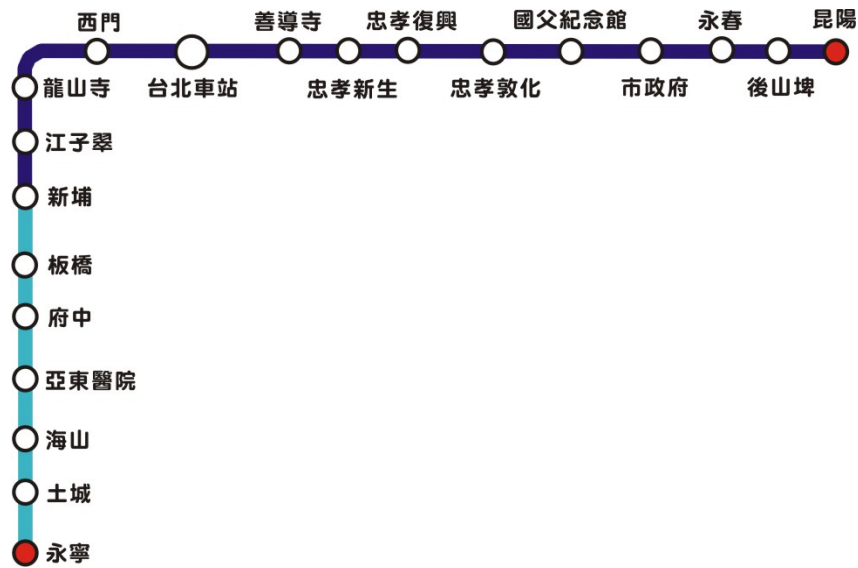 西門
善導寺
忠孝復興
國父紀念館
永春
昆陽
龍山寺
台北車站
忠孝新生
忠孝敦化
市政府
後山埤
江子翠
新埔
板橋
府中
亞東醫院
海山
土城
永寧